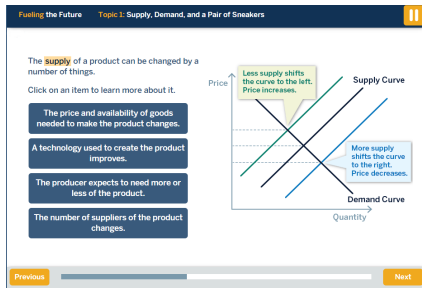 Fueling the Future Topic 1: Supply, Demand, and a Pair of Sneakers
The supply of a product can be changed by a
number of things.
Click on an item to learn more about it.
The price and availability of goods
needed to make the product changes.
A technology used to create the product
improves.
The producer expects to need more or
less of the product.
The number of suppliers of the product
changes.
Price
Less supply shifts
the curve to the left.
Price increases.
Supply Curve
More supply
shifts the curve
to the right.
Price decreases.
Demand Curve
Quantity
Previous
Next